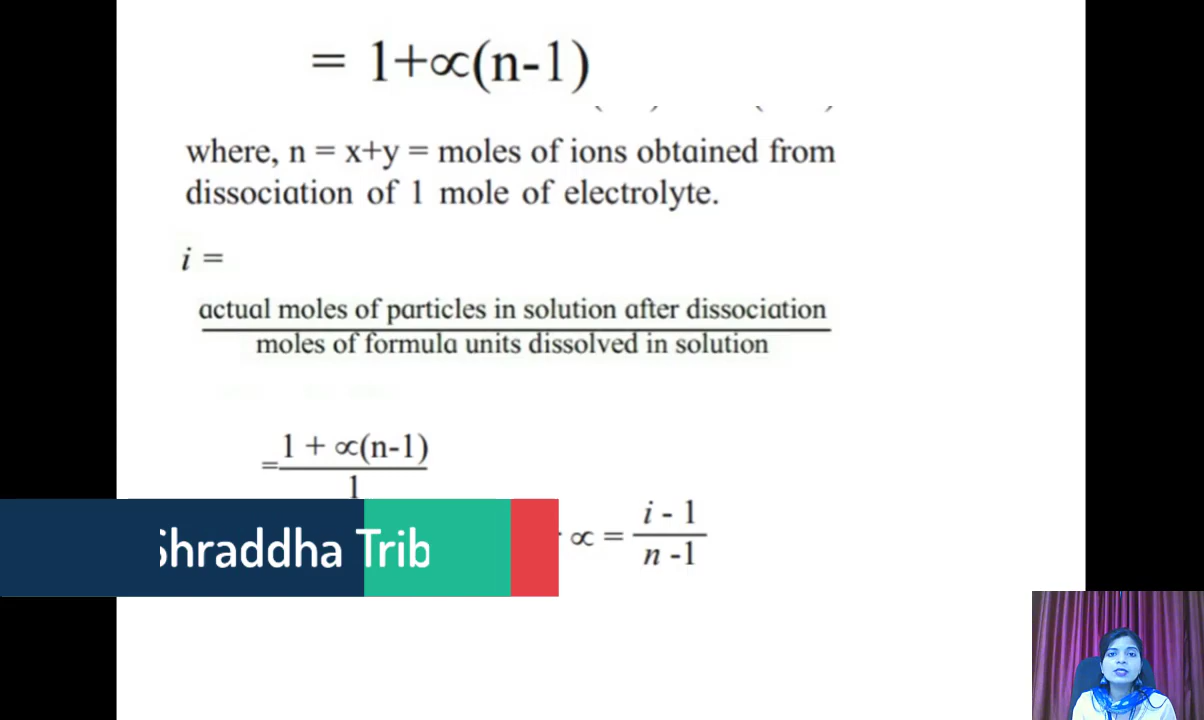 = 1+∝(n-1)
where, n = x+y = moles of ions obtained from
dissociation of 1 mole of electrolyte.
i =
actual moles of particles in solution after dissociation
moles of formula units dissolved in solution
= 1 + ∝(n-1)
1
∝ = i - 1
n -1
Shraddha Trib